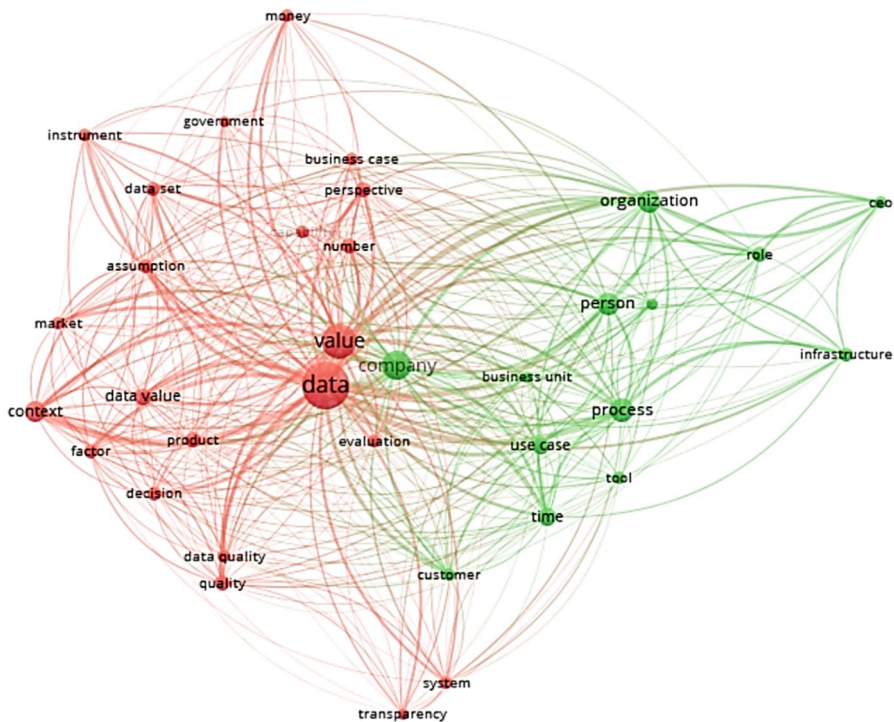 money
government
instrument
business case
data set
perspective
organization
ceo
capability
number
role
assumption
person
market
value
infrastructure
company
business unit
data
data value
context
process
product
evaluation
use case
factor
tool
decision
time
data quality
customer
quality
system
transparency